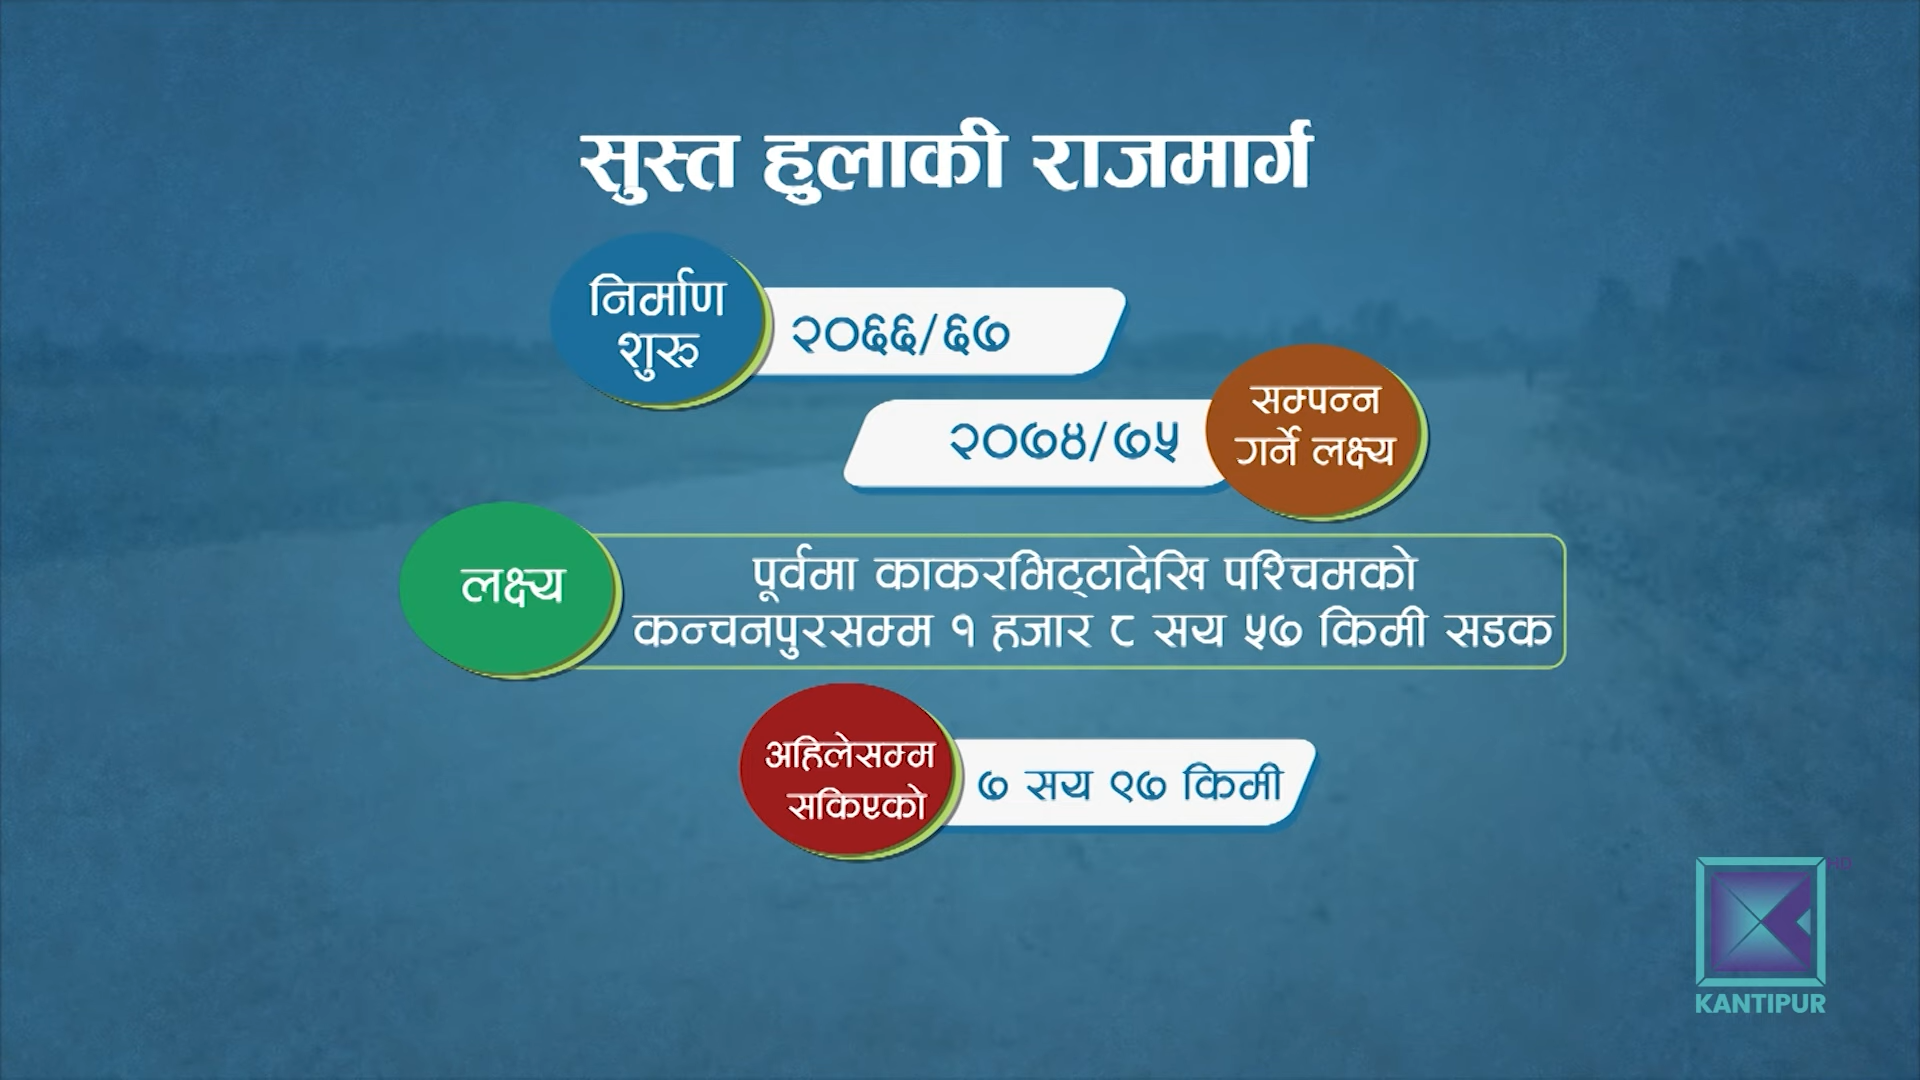 सुस्त हुलाकी राजमार्ग
निर्माण
शुरू
२०६६/६७
२०७४/७५
सम्पन्न
गर्ने लक्ष्य
लक्ष्य
पूर्वमा काकरभिट्टादेखि पश्चिमको
कन्चनपुरसम्म १ हजार ८ सय ५७ किमी सडक
अहिलेसम्म
सकिएको
७ सय ९७ किमी
HD
KANTIPUR